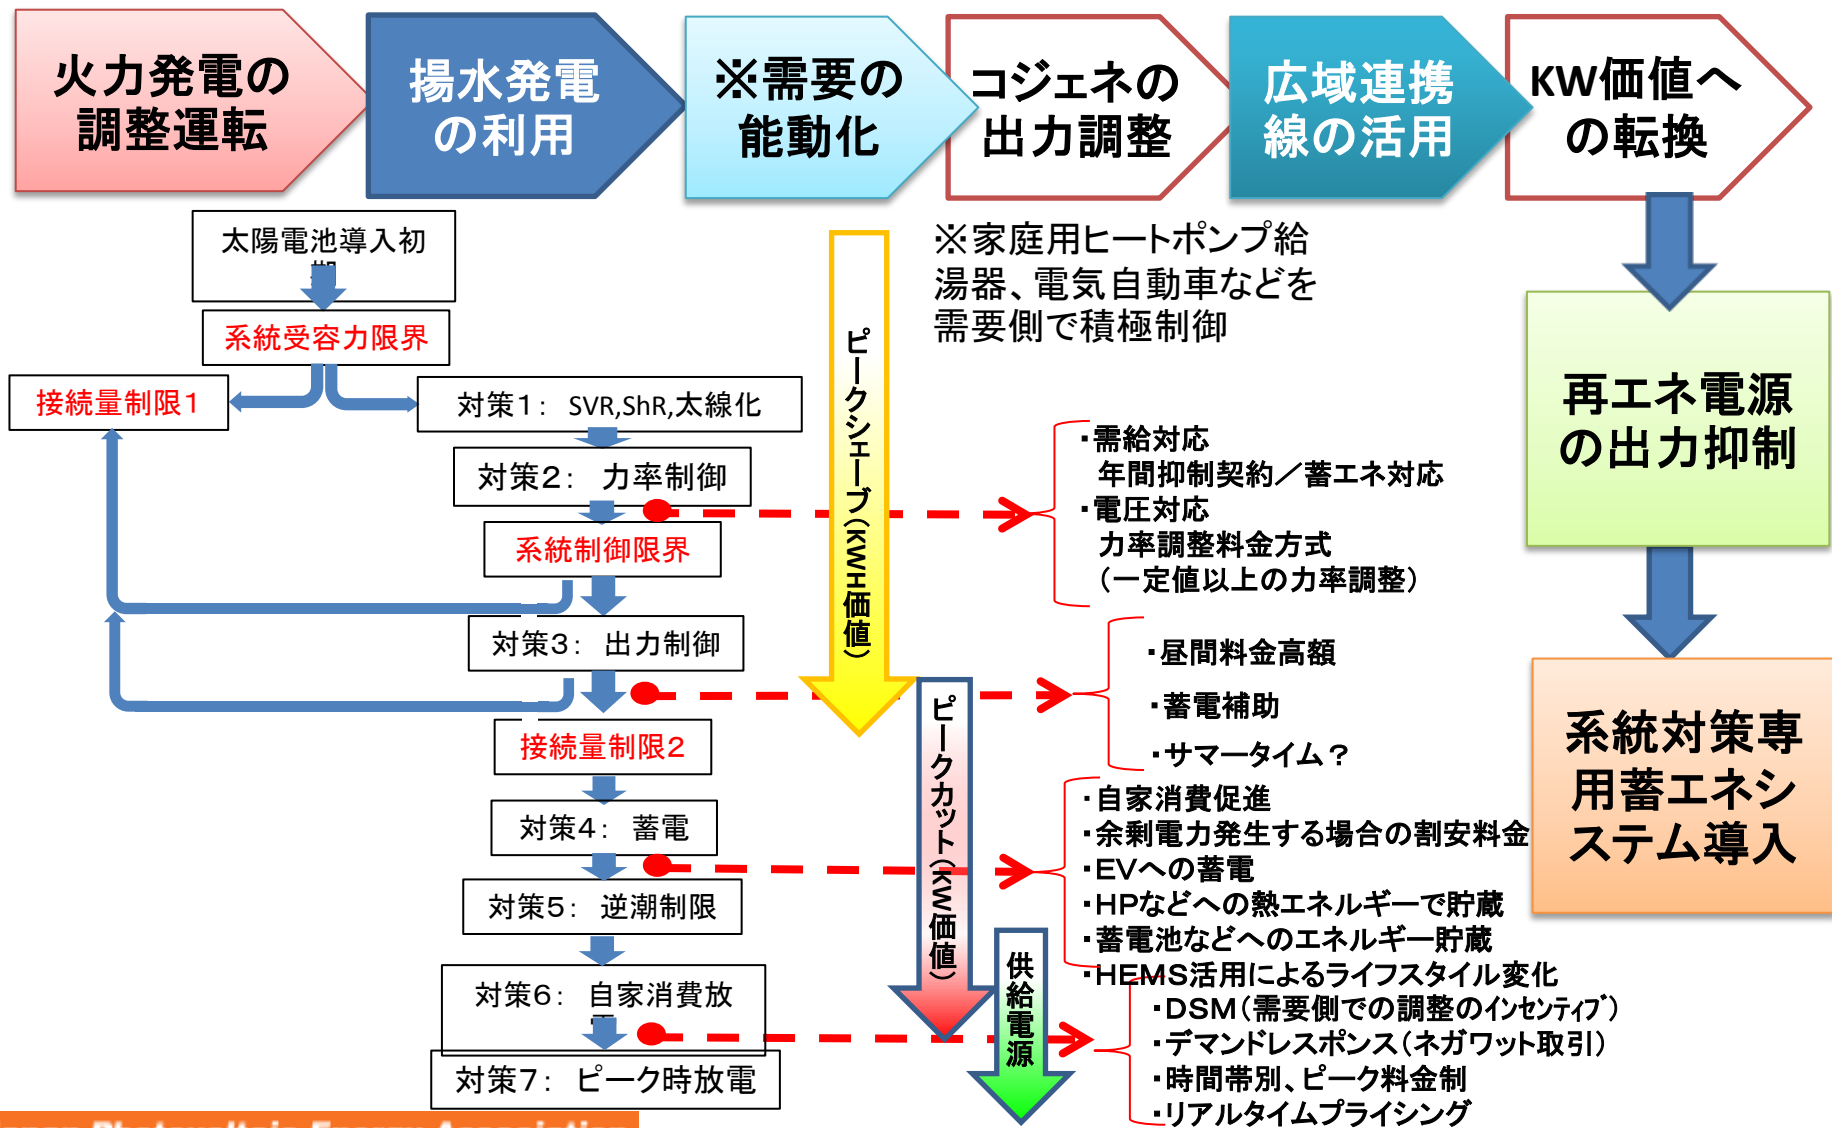 火力発電の
調整運転
揚水発電
の利用
※需要の
能動化
コジェネの
出力調整
広域連携
線の活用
KW価値へ
の転換
太陽電池導入初
系統受容力限界
接続量制限1
対策1: SVR,ShR,太線化
対策2: 力率制御
系統制御限界
対策3: 出力制御
接続量制限2
対策4: 蓄電
対策5: 逆潮制限
対策6: 自家消費放
対策7: ピーク時放電
ピークシェーブ(KWH価値)
ピークカット(KW価値)
供給電源
※家庭用ヒートポンプ給
湯器、電気自動車などを
需要側で積極制御
・需給対応
年間抑制契約/蓄エネ対応
・電圧対応
力率調整料金方式
(一定値以上の力率調整)
・昼間料金高額
・蓄電補助
・サマータイム?
・自家消費促進
・余剰電力発生する場合の割安料金
・EVへの蓄電
・HPなどへの熱エネルギーで貯蔵
・蓄電池などへのエネルギー貯蔵
・HEMS活用によるライフスタイル変化
・DSM(需要側での調整のインセンティブ)
・デマンドレスポンス(ネガワット取引)
・時間帯別、ピーク料金制
・リアルタイムプライシング
再エネ電源
の出力抑制
系統対策専
用蓄エネシ
ステム導入